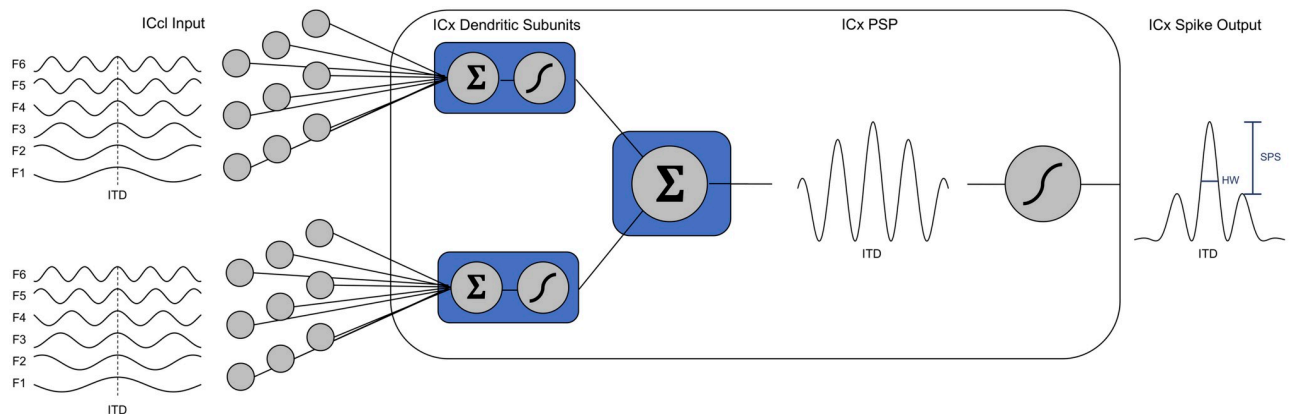 ICcl Input
ICx Dendritic Subunits
ICx PSP
ICx Spike Output
F6
F5
F4
F3
F2
F1
ITD
Σ
Σ
ITD
SPS
HW
ITD
F6
F5
F4
F3
F2
F1
ITD
Σ